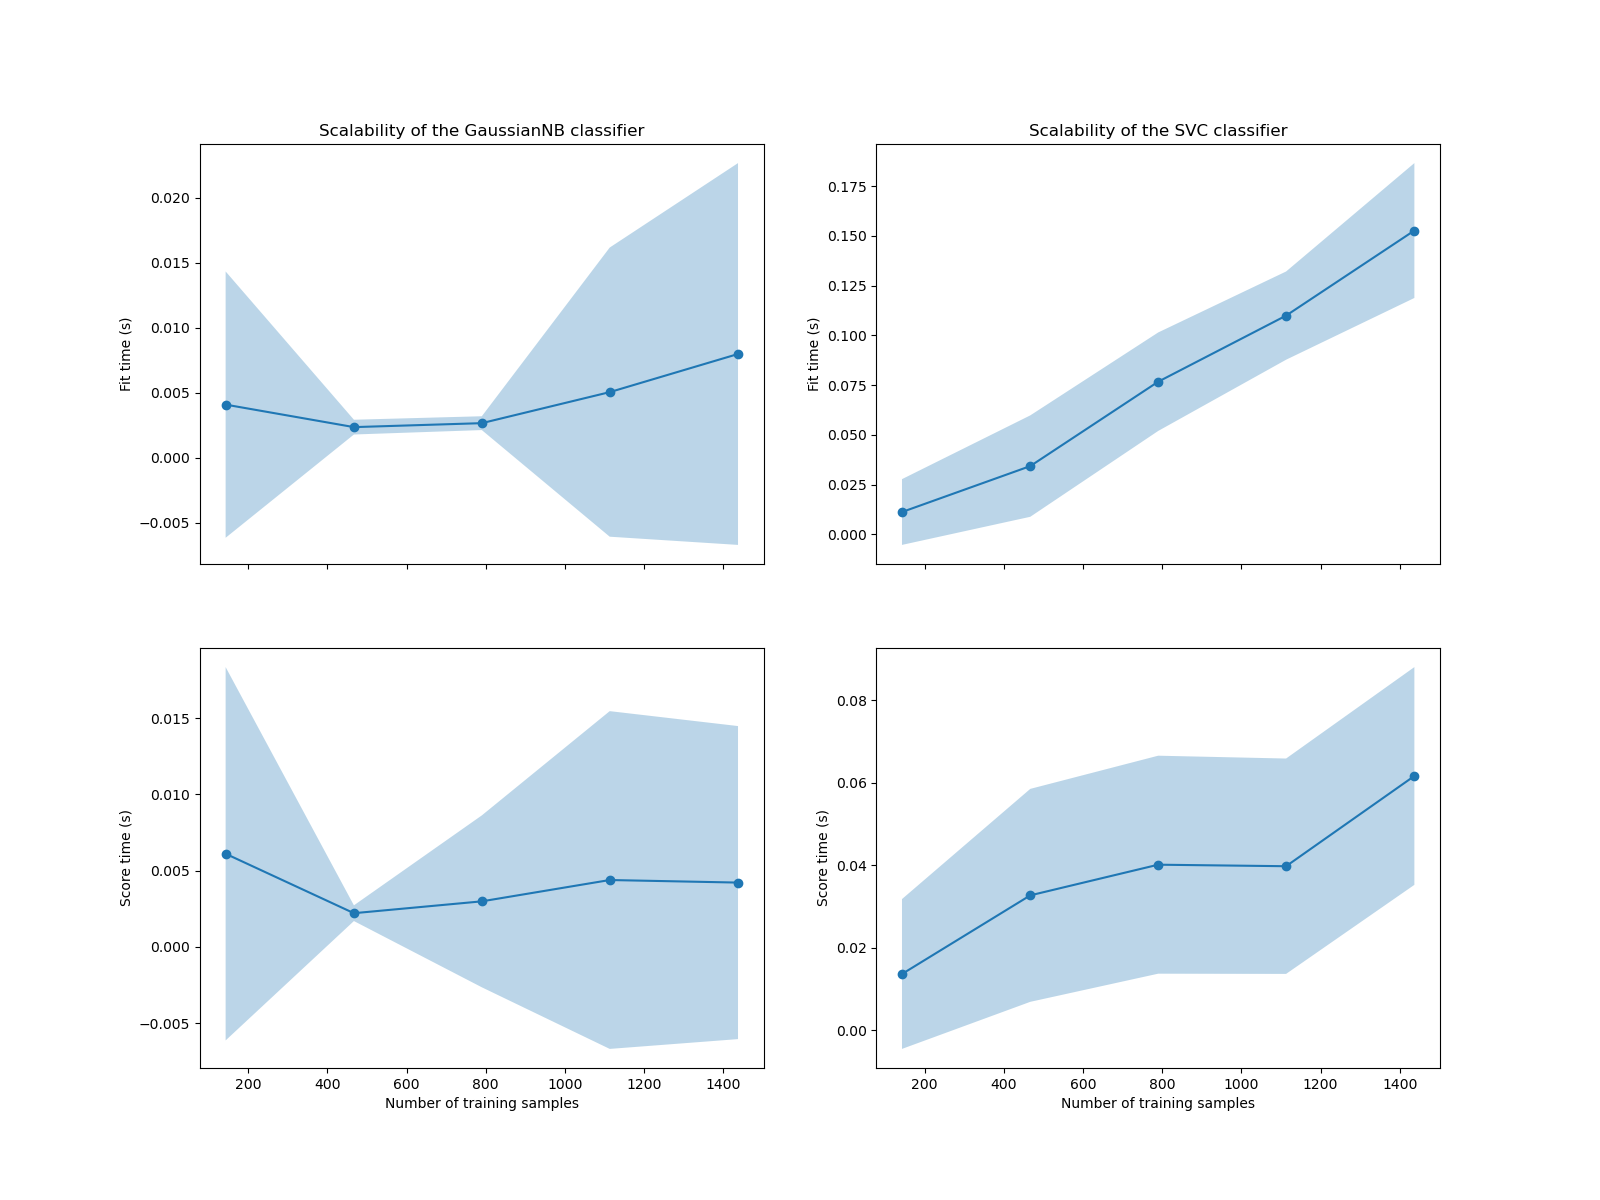 Scalability of the GaussianNB classifier
0.020
0.015
0.010
0.005
0.000
−0.005
Fit time (s)
Scalability of the SVC classifier
0.175
0.150
0.125
0.100
0.075
0.050
0.025
0.000
Fit time (s)
0.015
0.010
0.005
0.000
−0.005
Score time (s)
200 400 600 800 1000 1200 1400
Number of training samples
0.08
0.06
0.04
0.02
0.00
Score time (s)
200 400 600 800 1000 1200 1400
Number of training samples